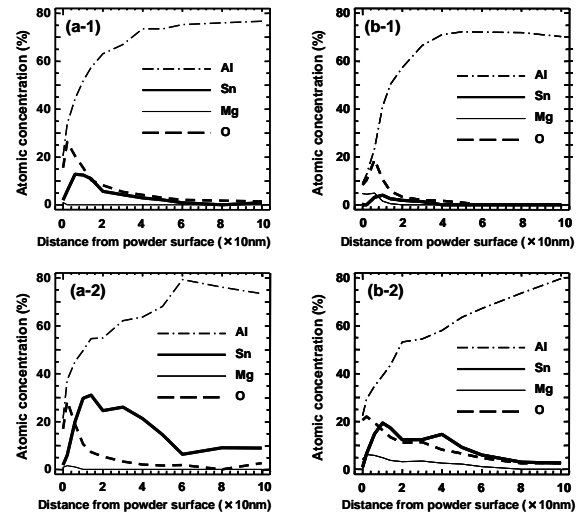 (a-1)
Atomic concentration (%)
80
60
40
20
0
Al
Sn
Mg
O
0 2 4 6 8 10
Distance from powder surface (×10nm)
(b-1)
Atomic concentration (%)
80
60
40
20
0
Al
Sn
Mg
O
0 2 4 6 8 10
Distance from powder surface (×10nm)
(a-2)
Atomic concentration (%)
80
60
40
20
0
Al
Sn
Mg
O
0 2 4 6 8 10
Distance from powder surface (×10nm)
(b-2)
Atomic concentration (%)
80
60
40
20
0
Al
Sn
Mg
O
0 2 4 6 8 10
Distance from powder surface (×10nm)